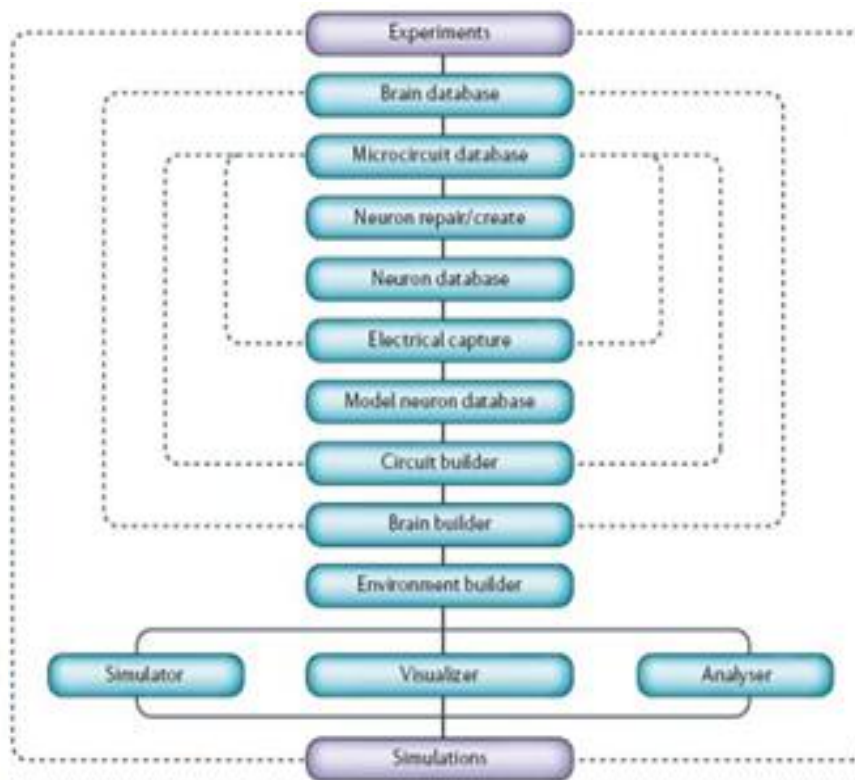 Experiments
Brain database
Microcircuit database
Neuron repair/create
Neuron database
Electrical capture
Model neuron database
Circuit builder
Brain builder
Environment builder
Simulator
Visualizer
Analyser
Simulations